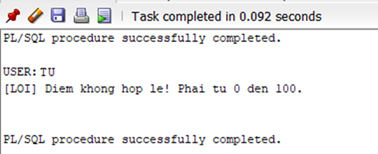 Task completed in 0.092 seconds
PL/SQL procedure successfully completed.
USER: TU
[LOI] Diem khong hop le! Phai tu 0 den 100.
PL/SQL procedure successfully completed.